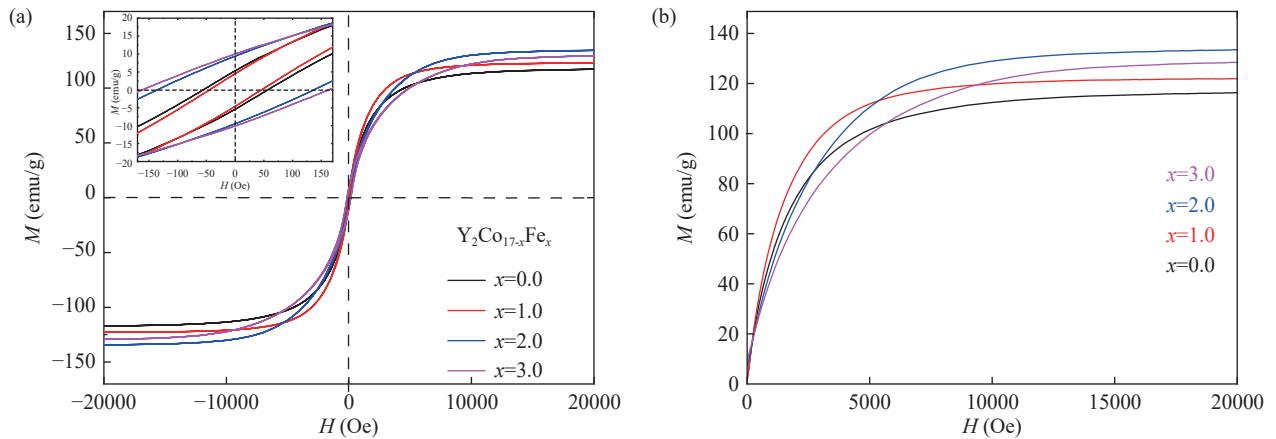 (a)
150
100
50
0
−50
−100
−150
M (emu/g)
−20000
−10000
0
10000
20000
H (Oe)
20
15
10
5
0
−5
−10
−15
−20
M (emu/g)
−150
−100
−50
0
50
100
150
H (Oe)
Y₂Co₁₇₋ₓFeₓ
x=0.0
x=1.0
x=2.0
x=3.0
(b)
140
120
100
80
60
40
20
0
M (emu/g)
0
5000
10000
15000
20000
H (Oe)
x=3.0
x=2.0
x=1.0
x=0.0